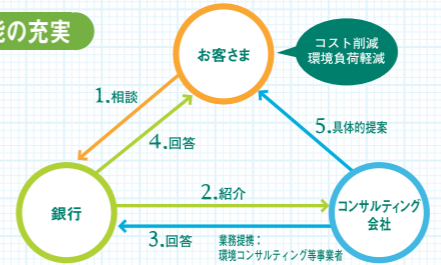 の充実
お客さま
コスト削減
環境負荷軽減
1.相談
4.回答
5.具体的提案
銀行
2.紹介
コンサルティング
会社
3.回答
業務提携：
環境コンサルティング等事業者